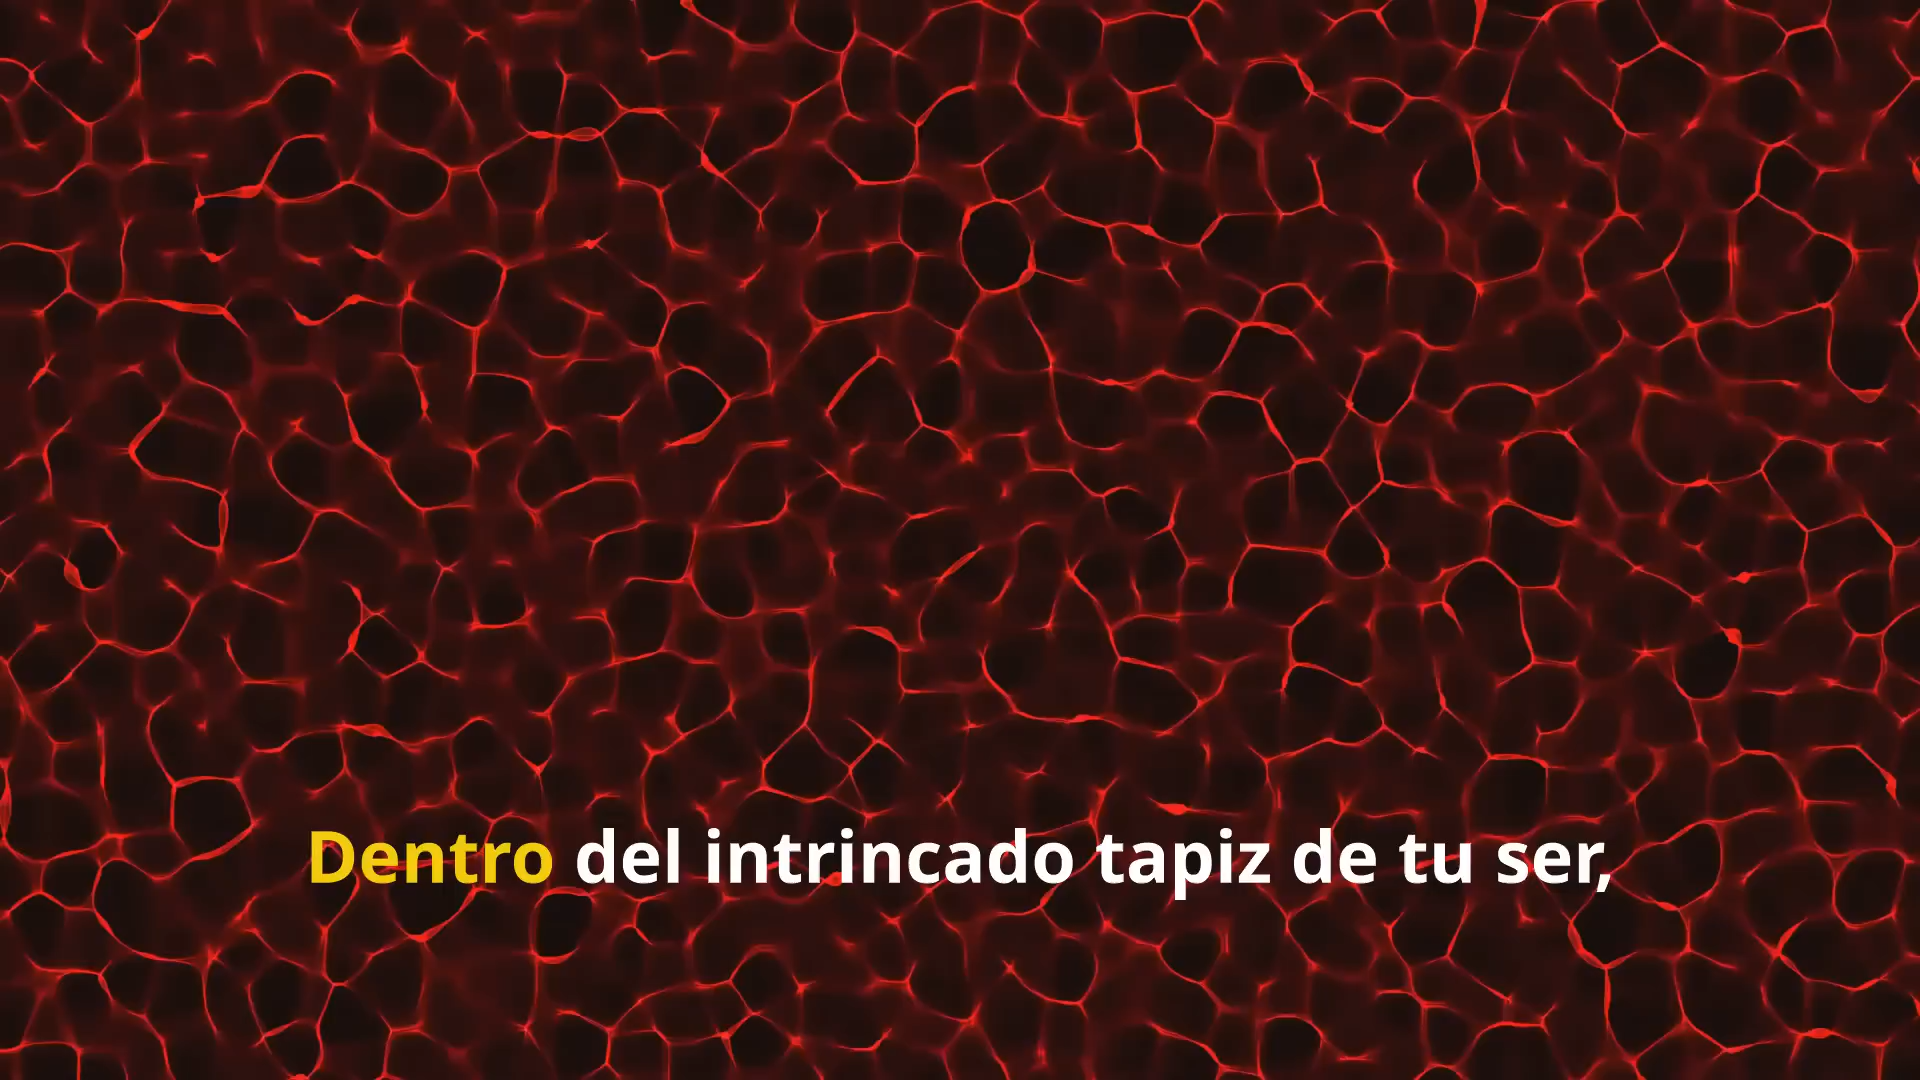 Dentro del intrincado tapiz de tu ser,